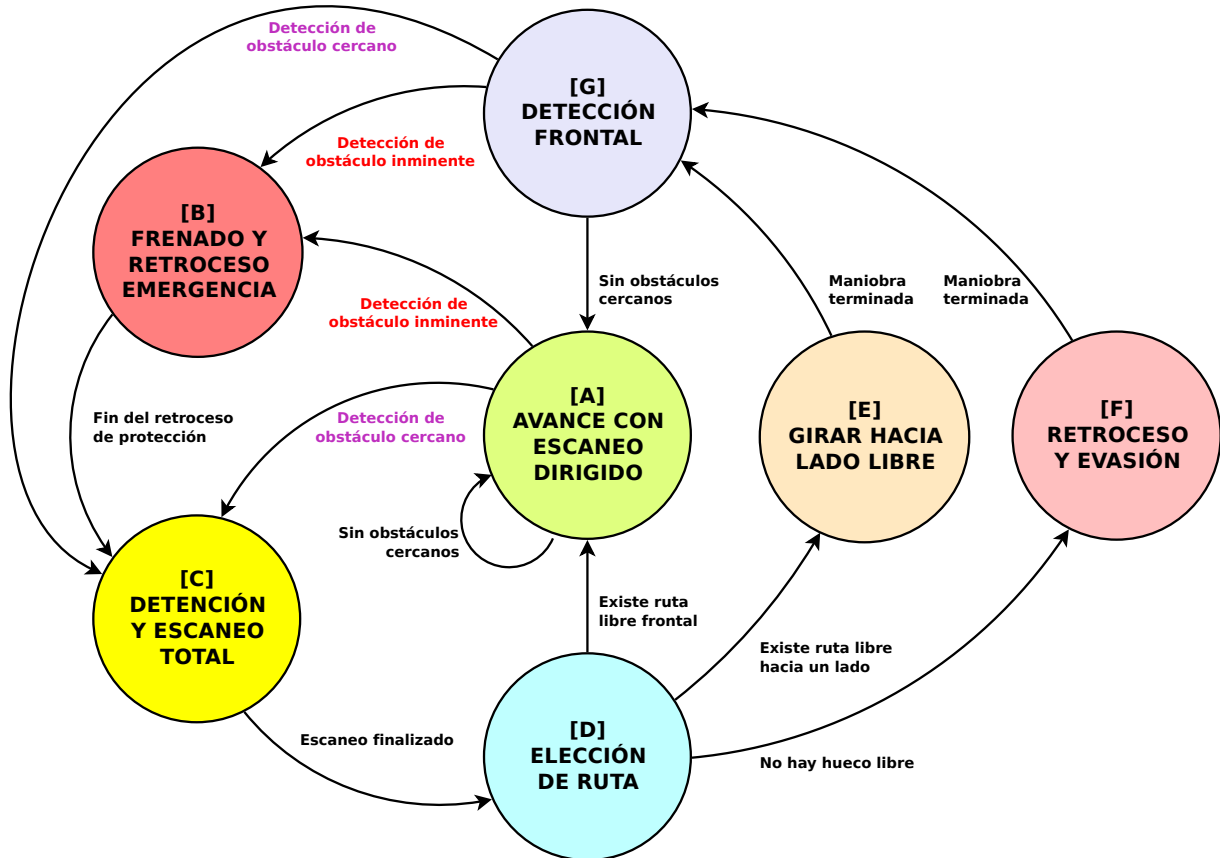 Detección de
obstáculo cercano
[G]
DETECCIÓN
FRONTAL
Detección de
obstáculo inminente
[B]
FRENADO Y
RETROCESO
EMERGENCIA
Sin obstáculos
cercanos
Maniobra
terminada
Maniobra
terminada
Detección de
obstáculo inminente
Fin del retroceso
de protección
Detección de
obstáculo cercano
[A]
AVANCE CON
ESCANEO
DIRIGIDO
[E]
GIRAR HACIA
LADO LIBRE
[F]
RETROCESO
Y EVASIÓN
Sin obstáculos
cercanos
[C]
DETENCIÓN
Y ESCANEO
TOTAL
Existe ruta
libre frontal
Existe ruta libre
hacia un lado
Escaneo finalizado
[D]
ELECCIÓN
DE RUTA
No hay hueco libre